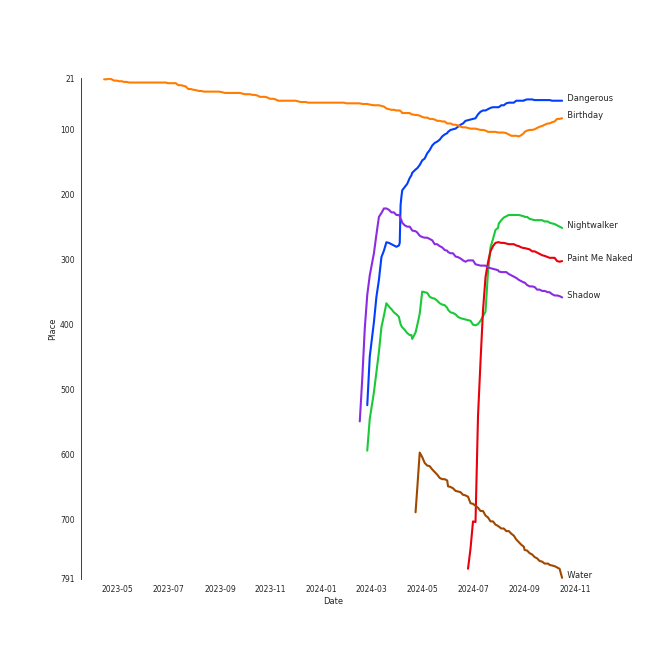 21
100
200
300
400
500
600
700
791
Place
Dangerous
Birthday
Nightwalker
Paint Me Naked
Shadow
Water
2023-05
2023-07
2023-09
2023-11
2024-01
2024-03
2024-05
2024-07
2024-09
2024-11
Date